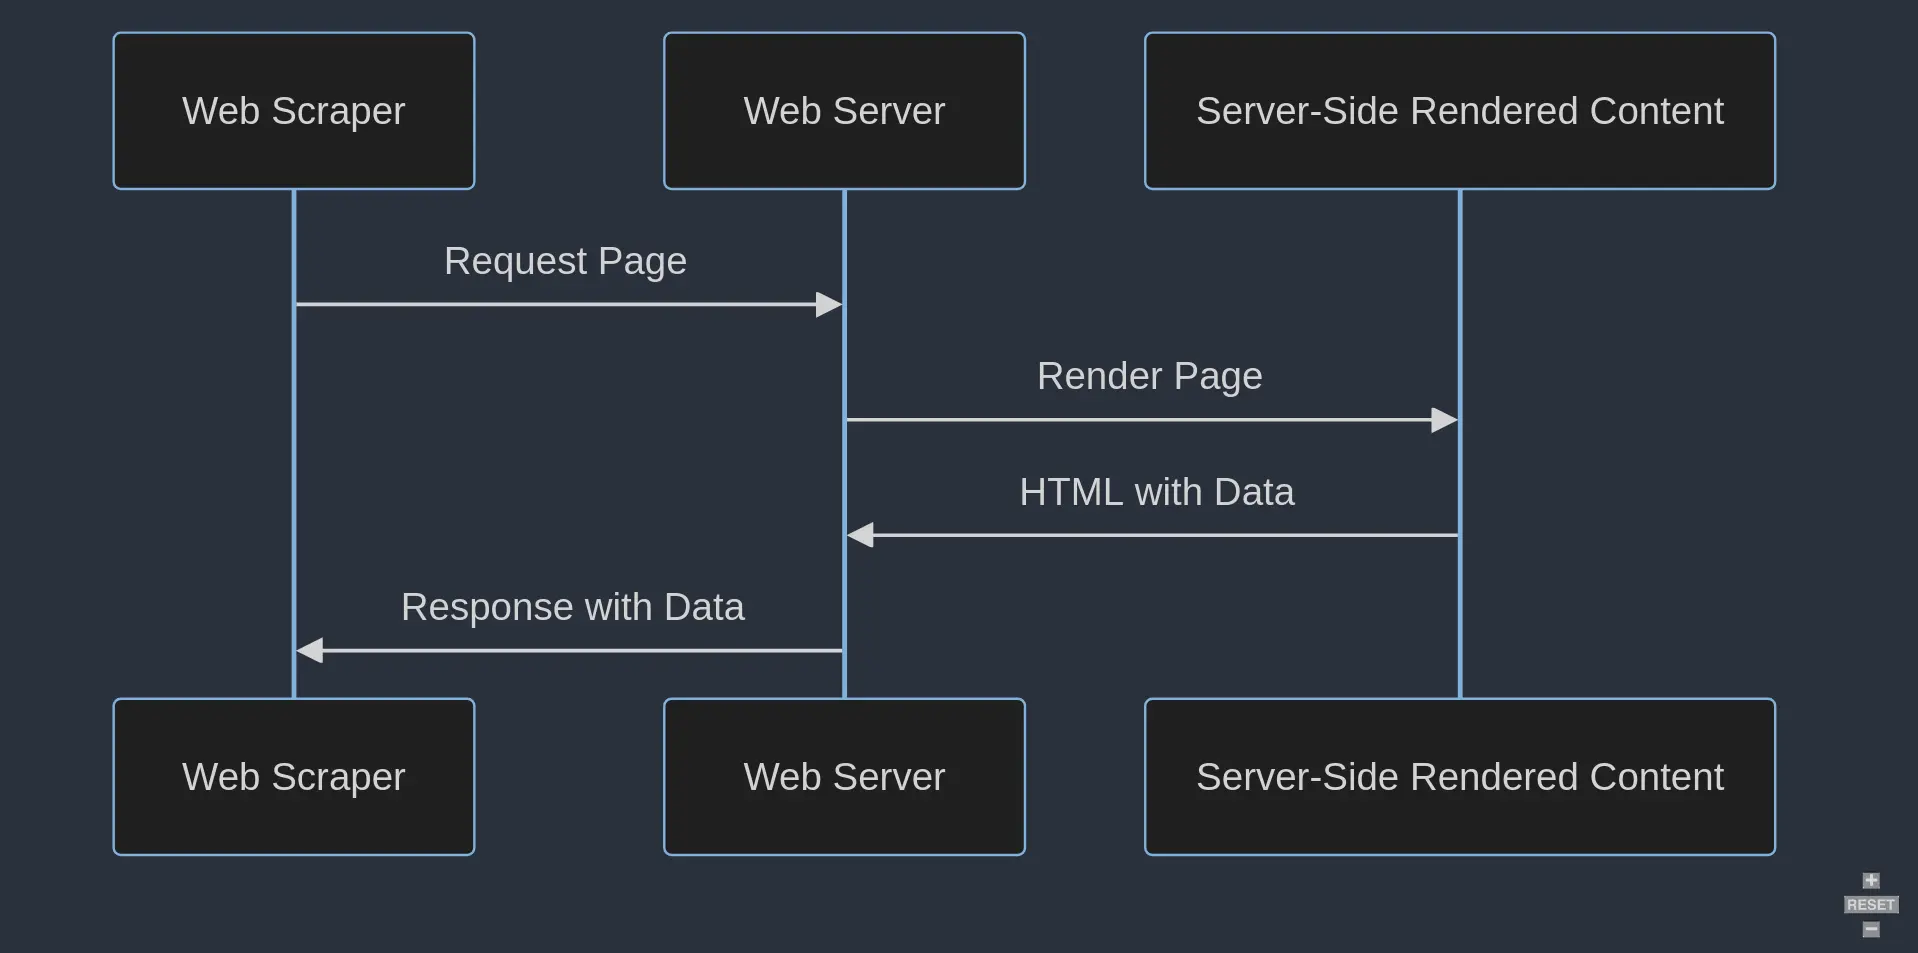 Web Scraper
Web Server
Server-Side Rendered Content
Request Page
Render Page
HTML with Data
Response with Data
Web Scraper
Web Server
Server-Side Rendered Content
+
RESET
−